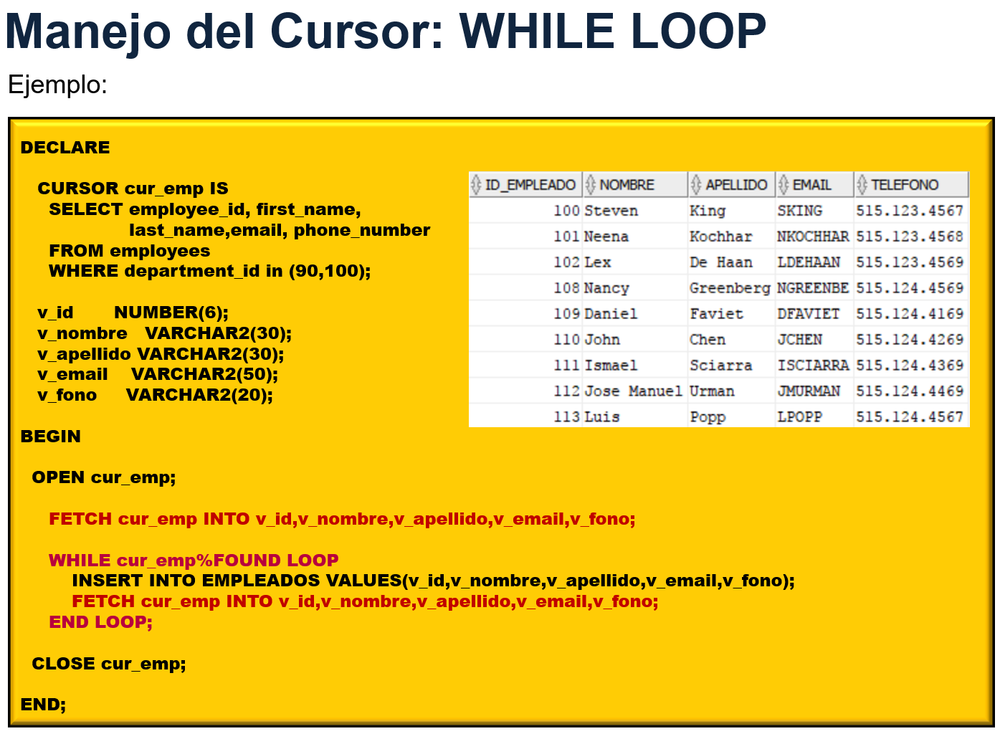 Manejo del Cursor: WHILE LOOP
Ejemplo:
DECLARE
CURSOR cur_emp IS
SELECT employee_id, first_name,
last_name,email, phone_number
FROM employees
WHERE department_id in (90,100);
v_id NUMBER(6);
v_nombre VARCHAR2(30);
v_apellido VARCHAR2(30);
v_email VARCHAR2(50);
v_fono VARCHAR2(20);
BEGIN
OPEN cur_emp;
FETCH cur_emp INTO v_id,v_nombre,v_apellido,v_email,v_fono;
WHILE cur_emp%FOUND LOOP
INSERT INTO EMPLEADOS VALUES(v_id,v_nombre,v_apellido,v_email,v_fono);
FETCH cur_emp INTO v_id,v_nombre,v_apellido,v_email,v_fono;
END LOOP;
CLOSE cur_emp;
END;
ID_EMPLEADO NOMBRE APELLIDO EMAIL TELEFONO
100 Steven King SKING 515.123.4567
101 Neena Kochhar NKOCHHAR 515.123.4568
102 Lex De Haan LDEHAAN 515.123.4569
108 Nancy Greenberg NGREENBE 515.124.4569
109 Daniel Faviet DFAVIET 515.124.4169
110 John Chen JCHEN 515.124.4269
111 Ismael Sciarra ISCIARRA 515.124.4369
112 Jose Manuel Urman JMURMAN 515.124.4469
113 Luis Popp LPOPP 515.124.4567